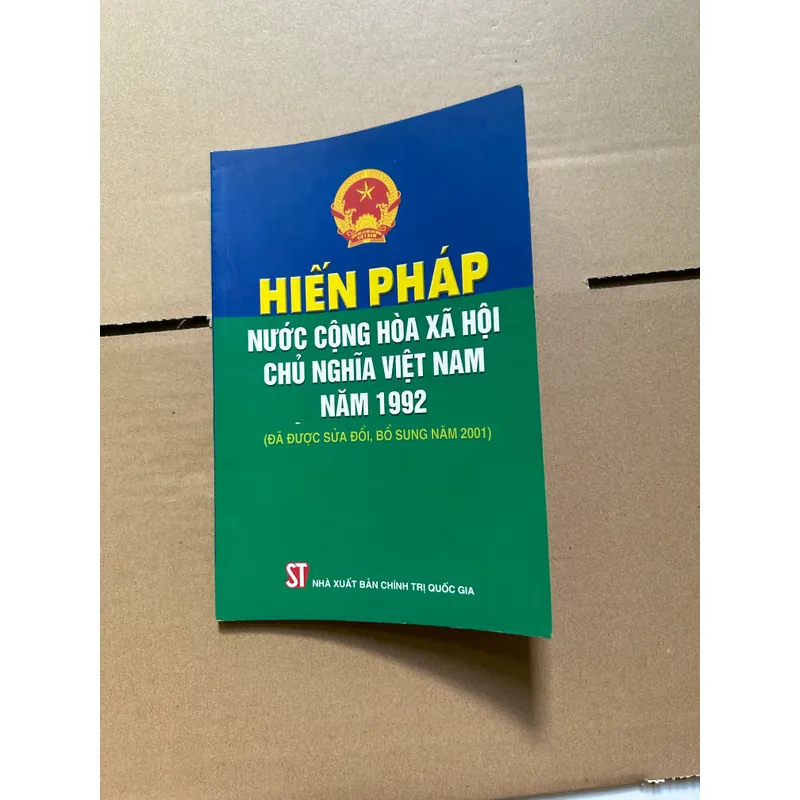 HIẾN PHÁP
NƯỚC CỘNG HÒA XÃ HỘI
CHỦ NGHĨA VIỆT NAM
NĂM 1992
(ĐÃ ĐƯỢC SỬA ĐỔI, BỔ SUNG NĂM 2001)
ST NHÀ XUẤT BẢN CHÍNH TRỊ QUỐC GIA